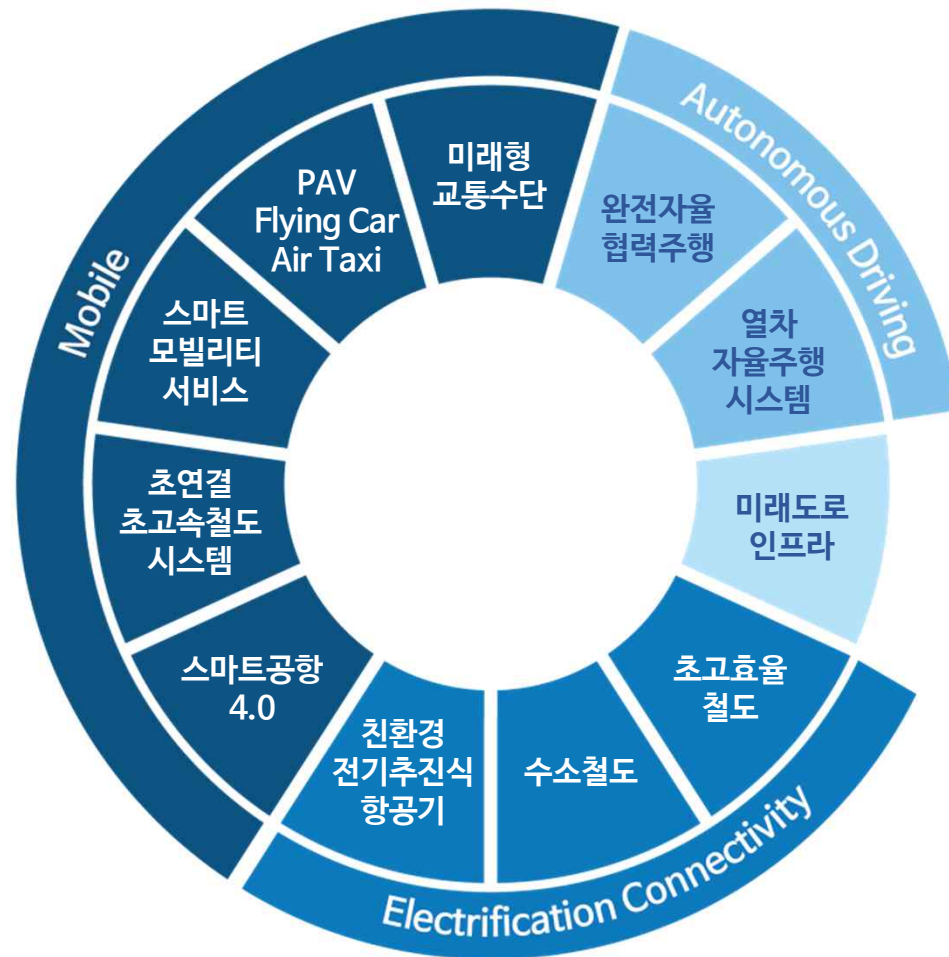 Mobile
Autonomous Driving
Electrification Connectivity
미래형
교통수단
PAV
Flying Car
Air Taxi
스마트
모빌리티
서비스
초연결
초고속철도
시스템
스마트공항
4.0
친환경
전기추진식
항공기
수소철도
초고효율
철도
미래도로
인프라
열차
자율주행
시스템
완전자율
협력주행